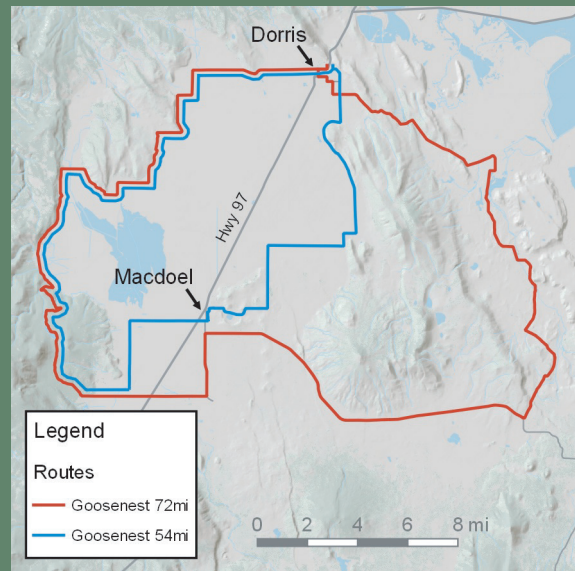 Dorris
Hwy 97
Macdoel
Legend
Routes
Goosenest 72mi
Goosenest 54mi
0 2 4 6 8 mi